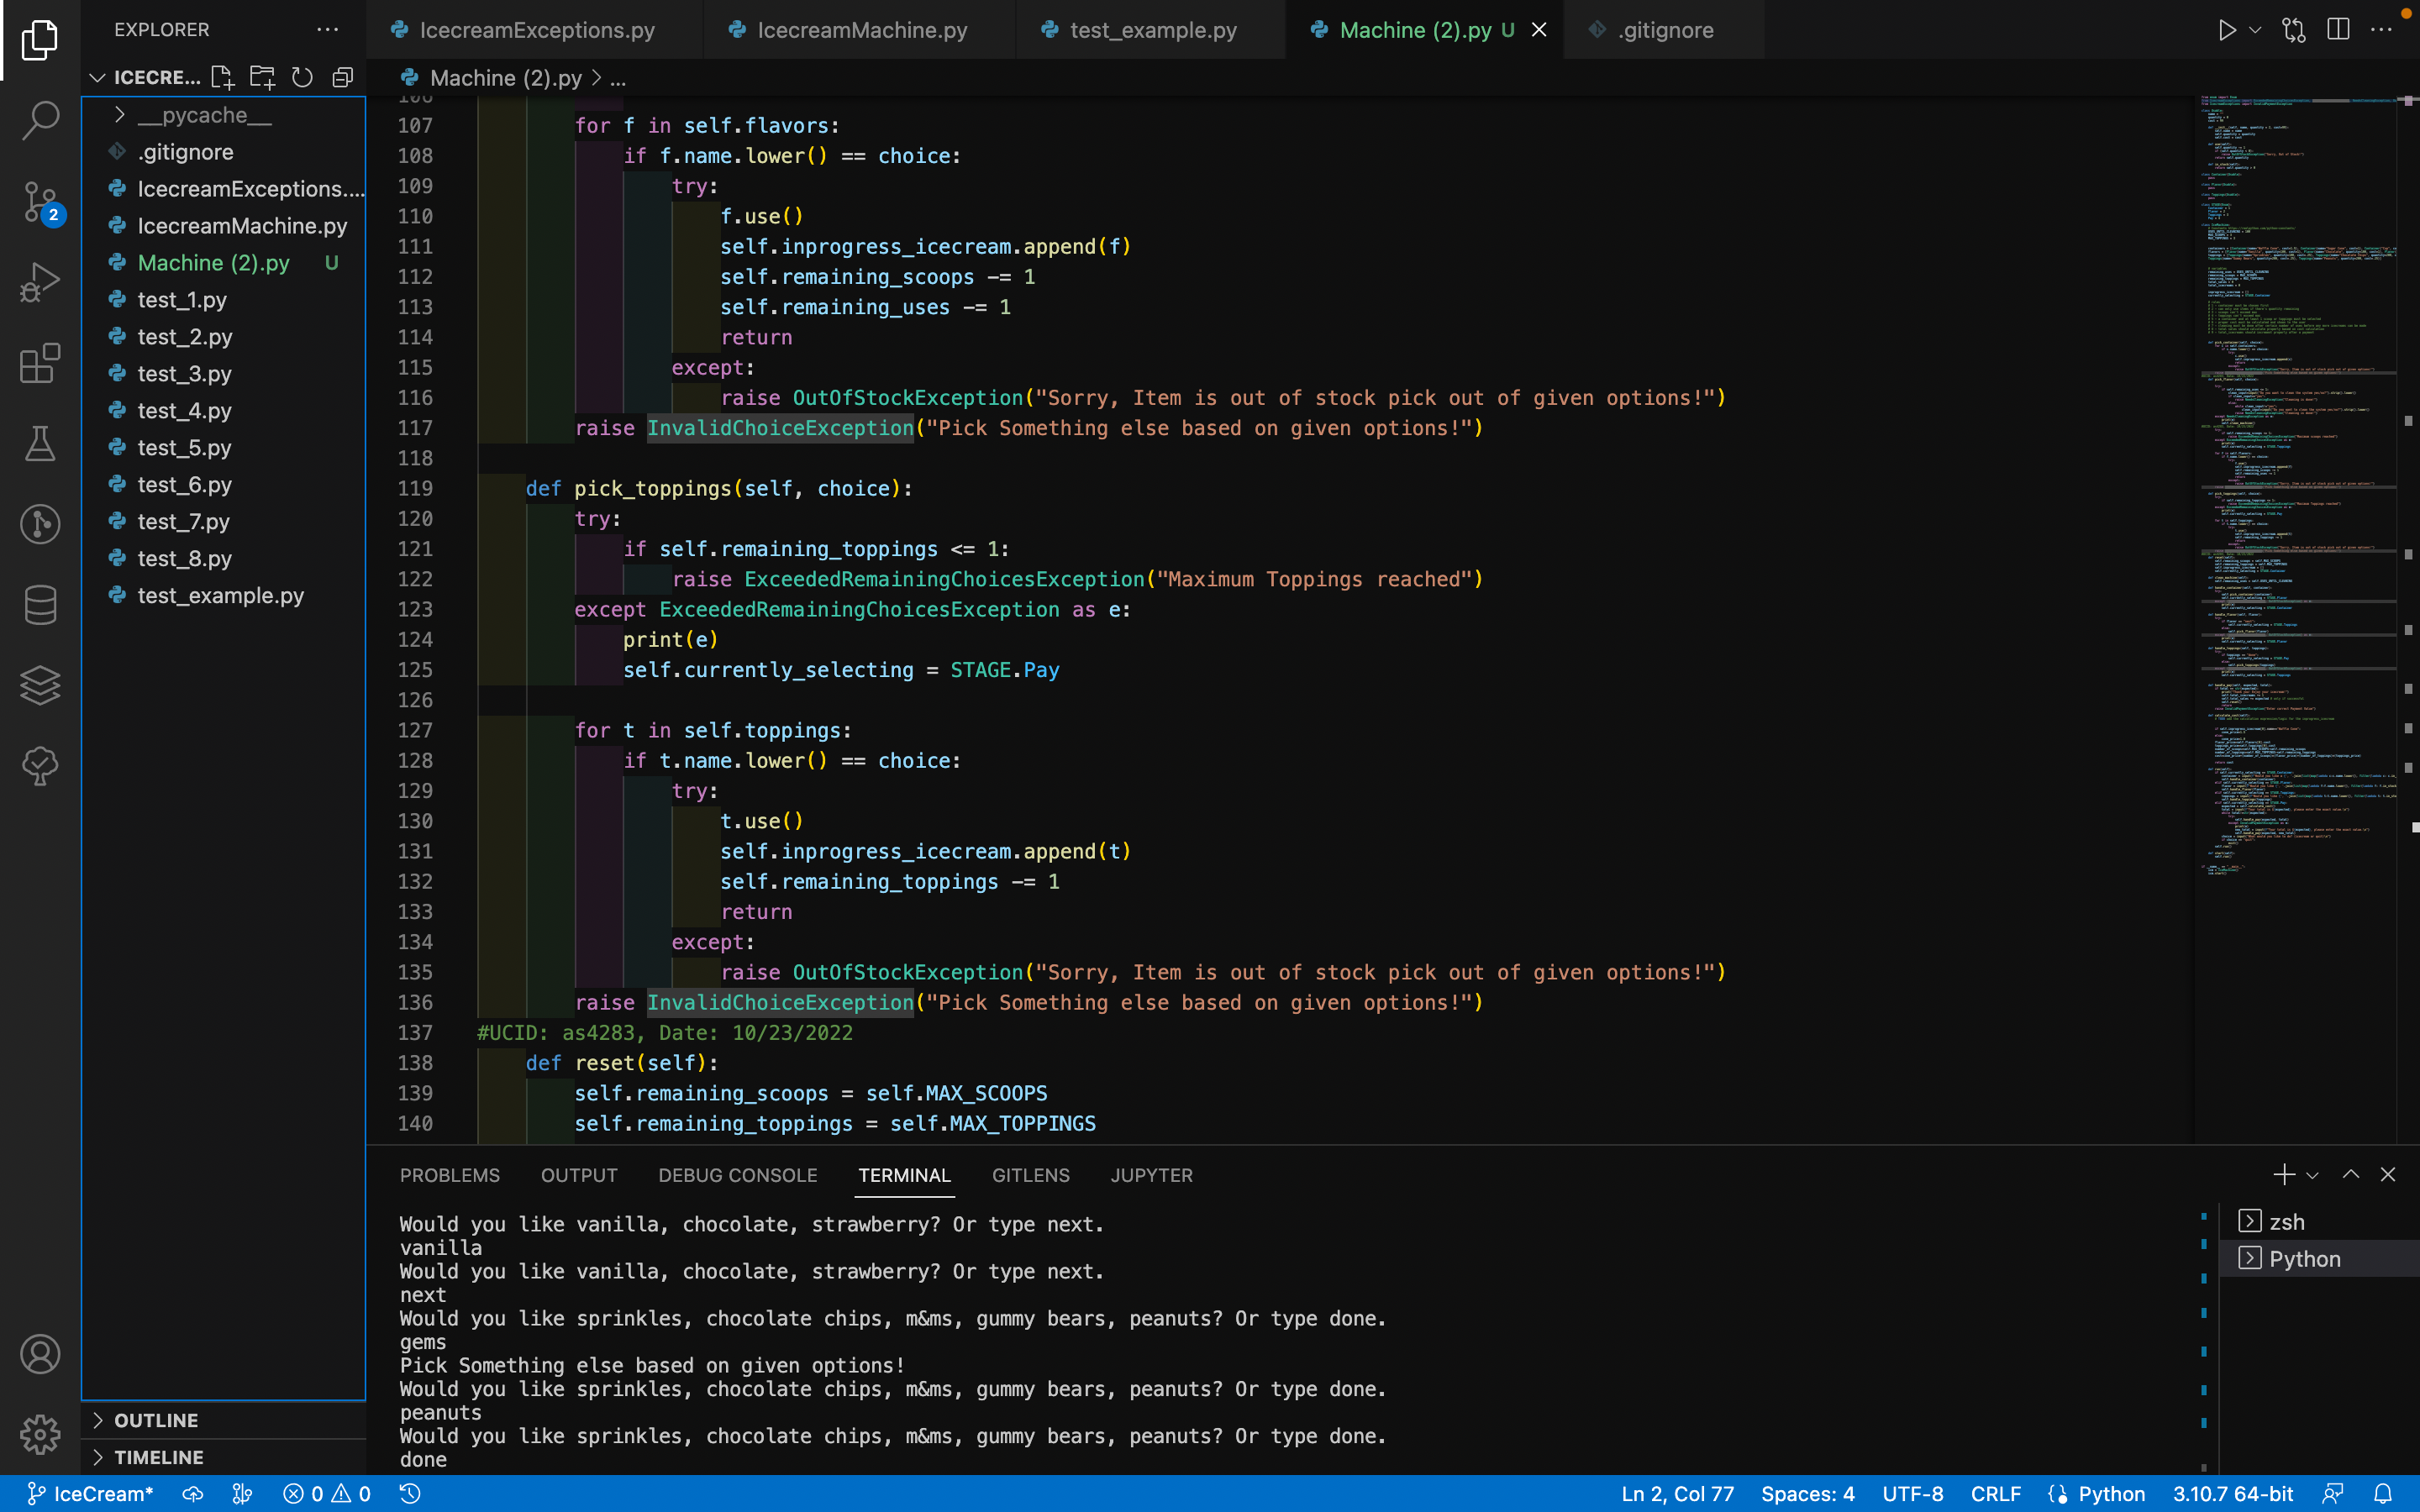 EXPLORER
IcecreamExceptions.py
IcecreamMachine.py
test_example.py
Machine (2).py U
.gitignore
ICECRE...
Machine (2).py > ...
__pycache__
.gitignore
IcecreamExceptions....
IcecreamMachine.py
Machine (2).py U
test_1.py
test_2.py
test_3.py
test_4.py
test_5.py
test_6.py
test_7.py
test_8.py
test_example.py
2
OUTLINE
TIMELINE
106
107 for f in self.flavors:
108 if f.name.lower() == choice:
109 try:
110 f.use()
111 self.inprogress_icecream.append(f)
112 self.remaining_scoops -= 1
113 self.remaining_uses -= 1
114 return
115 except:
116 raise OutOfStockException("Sorry, Item is out of stock pick out of given options!")
117 raise InvalidChoiceException("Pick Something else based on given options!")
118
119 def pick_toppings(self, choice):
120 try:
121 if self.remaining_toppings <= 1:
122 raise ExceededRemainingChoicesException("Maximum Toppings reached")
123 except ExceededRemainingChoicesException as e:
124 print(e)
125 self.currently_selecting = STAGE.Pay
126
127 for t in self.toppings:
128 if t.name.lower() == choice:
129 try:
130 t.use()
131 self.inprogress_icecream.append(t)
132 self.remaining_toppings -= 1
133 return
134 except:
135 raise OutOfStockException("Sorry, Item is out of stock pick out of given options!")
136 raise InvalidChoiceException("Pick Something else based on given options!")
137 #UCID: as4283, Date: 10/23/2022
138 def reset(self):
139 self.remaining_scoops = self.MAX_SCOOPS
140 self.remaining_toppings = self.MAX_TOPPINGS
PROBLEMS OUTPUT DEBUG CONSOLE TERMINAL GITLENS JUPYTER
Would you like vanilla, chocolate, strawberry? Or type next.
vanilla
Would you like vanilla, chocolate, strawberry? Or type next.
next
Would you like sprinkles, chocolate chips, m&ms, gummy bears, peanuts? Or type done.
gems
Pick Something else based on given options!
Would you like sprinkles, chocolate chips, m&ms, gummy bears, peanuts? Or type done.
peanuts
Would you like sprinkles, chocolate chips, m&ms, gummy bears, peanuts? Or type done.
done
zsh
Python
IceCream* 0 0 Ln 2, Col 77 Spaces: 4 UTF-8 CRLF Python 3.10.7 64-bit